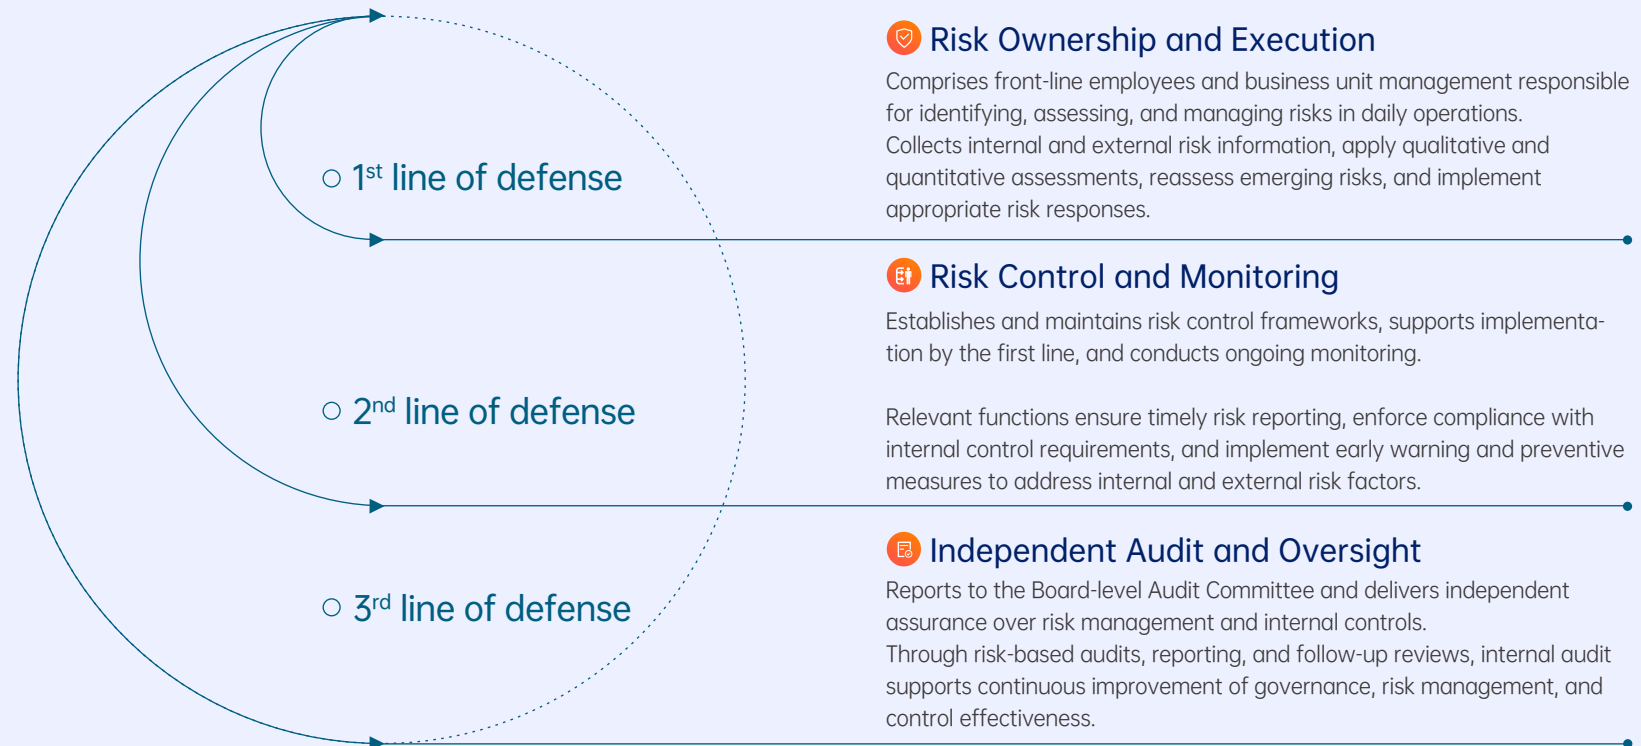 Risk Ownership and Execution
Comprises front-line employees and business unit management responsible
for identifying, assessing, and managing risks in daily operations.
Collects internal and external risk information, apply qualitative and
quantitative assessments, reassess emerging risks, and implement
appropriate risk responses.
1st line of defense
Risk Control and Monitoring
Establishes and maintains risk control frameworks, supports implementa-
tion by the first line, and conducts ongoing monitoring.
Relevant functions ensure timely risk reporting, enforce compliance with
internal control requirements, and implement early warning and preventive
measures to address internal and external risk factors.
2nd line of defense
Independent Audit and Oversight
Reports to the Board-level Audit Committee and delivers independent
assurance over risk management and internal controls.
Through risk-based audits, reporting, and follow-up reviews, internal audit
supports continuous improvement of governance, risk management, and
control effectiveness.
3rd line of defense